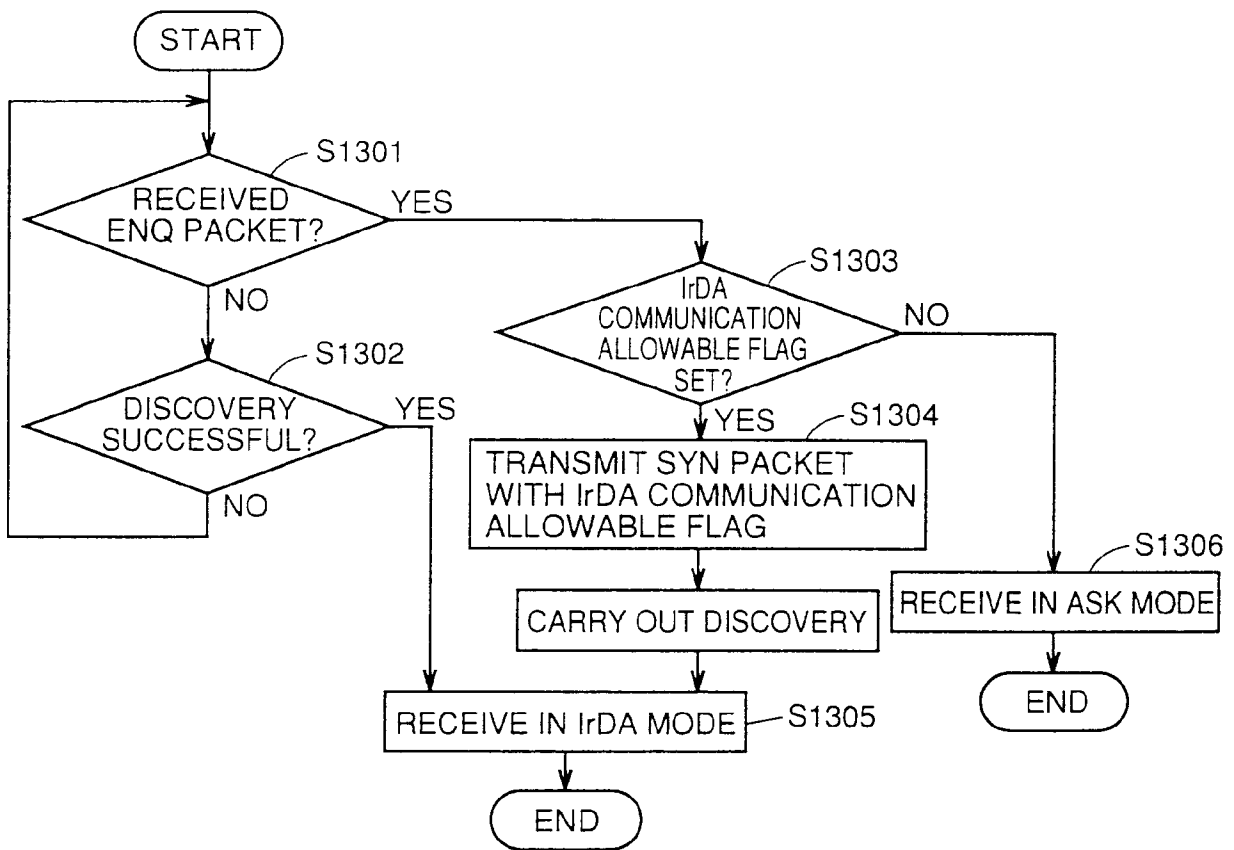 START
S1301
RECEIVED
ENQ PACKET?
YES
NO
S1303
IrDA
COMMUNICATION
ALLOWABLE FLAG
SET?
NO
YES
S1302
DISCOVERY
SUCCESSFUL?
YES
NO
S1304
TRANSMIT SYN PACKET
WITH IrDA COMMUNICATION
ALLOWABLE FLAG
S1306
RECEIVE IN ASK MODE
CARRY OUT DISCOVERY
END
RECEIVE IN IrDA MODE
S1305
END